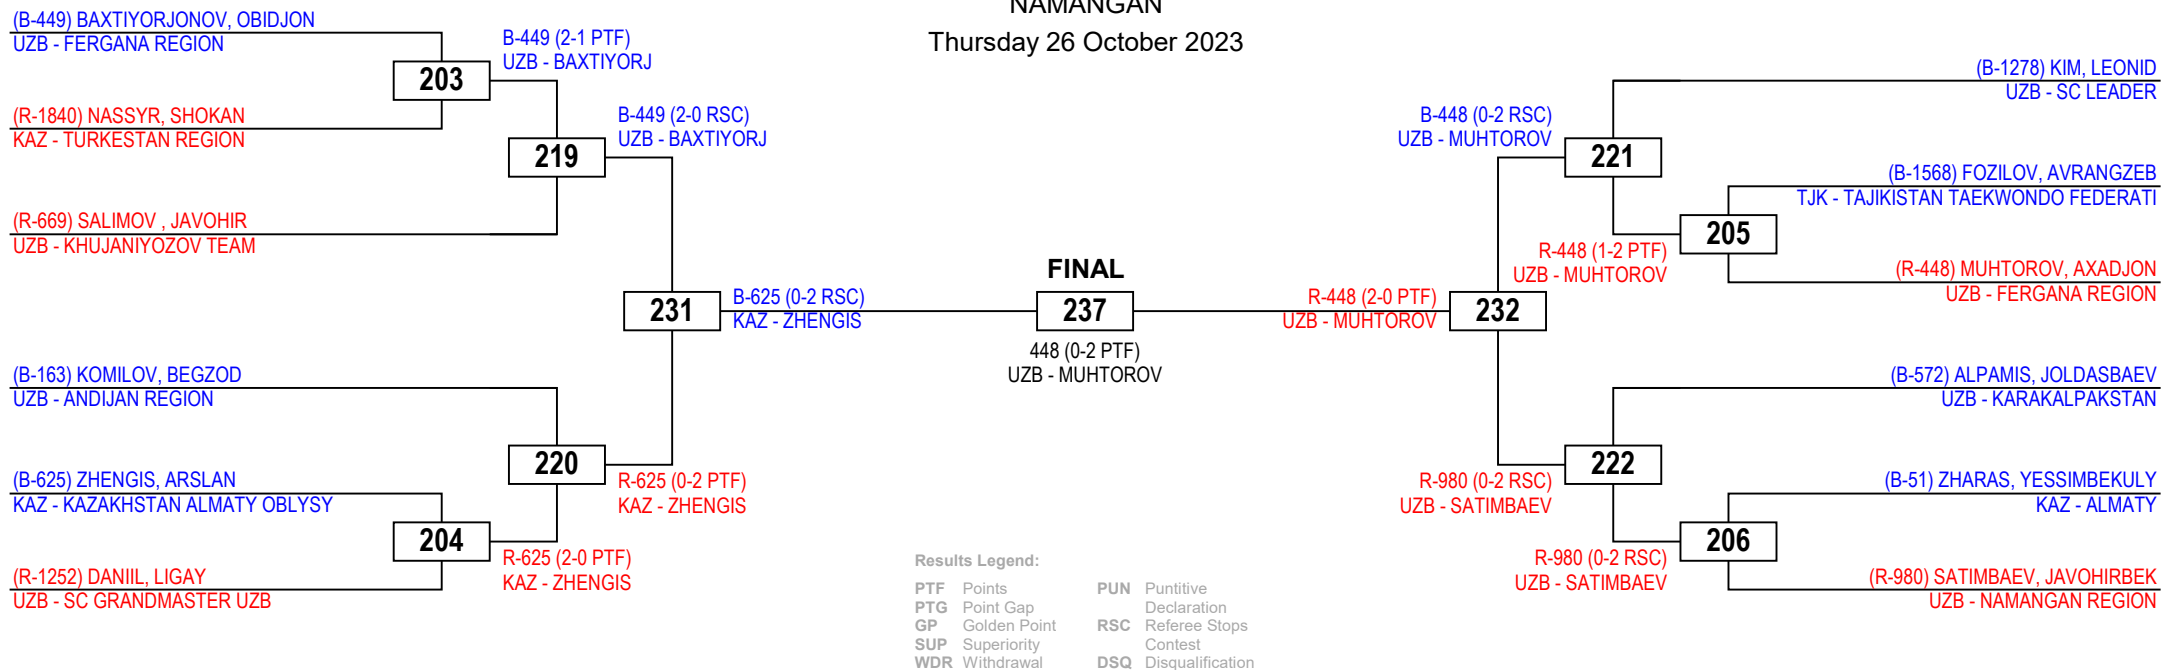 NAMANGAN
Thursday 26 October 2023
(B-449) BAXTIYORJONOV, OBIDJON
UZB - FERGANA REGION
203
B-449 (2-1 PTF)
UZB - BAXTIYORJ
(R-1840) NASSYR, SHOKAN
KAZ - TURKESTAN REGION
219
B-449 (2-0 RSC)
UZB - BAXTIYORJ
(R-669) SALIMOV , JAVOHIR
UZB - KHUJANIYOZOV TEAM
231
B-625 (0-2 RSC)
KAZ - ZHENGIS
(B-163) KOMILOV, BEGZOD
UZB - ANDIJAN REGION
220
R-625 (0-2 PTF)
KAZ - ZHENGIS
(B-625) ZHENGIS, ARSLAN
KAZ - KAZAKHSTAN ALMATY OBLYSY
204
R-625 (2-0 PTF)
KAZ - ZHENGIS
(R-1252) DANIIL, LIGAY
UZB - SC GRANDMASTER UZB
FINAL
237
448 (0-2 PTF)
UZB - MUHTOROV
(B-1278) KIM, LEONID
UZB - SC LEADER
B-448 (0-2 RSC)
UZB - MUHTOROV
221
(B-1568) FOZILOV, AVRANGZEB
TJK - TAJIKISTAN TAEKWONDO FEDERATI
205
R-448 (1-2 PTF)
UZB - MUHTOROV
(R-448) MUHTOROV, AXADJON
UZB - FERGANA REGION
R-448 (2-0 PTF)
UZB - MUHTOROV
232
(B-572) ALPAMIS, JOLDASBAEV
UZB - KARAKALPAKSTAN
222
R-980 (0-2 RSC)
UZB - SATIMBAEV
(B-51) ZHARAS, YESSIMBEKULY
KAZ - ALMATY
206
R-980 (0-2 RSC)
UZB - SATIMBAEV
(R-980) SATIMBAEV, JAVOHIRBEK
UZB - NAMANGAN REGION
Results Legend:
PTF Points
PTG Point Gap
GP Golden Point
SUP Superiority
WDR Withdrawal
PUN Puntitive
Declaration
RSC Referee Stops
Contest
DSQ Disqualification